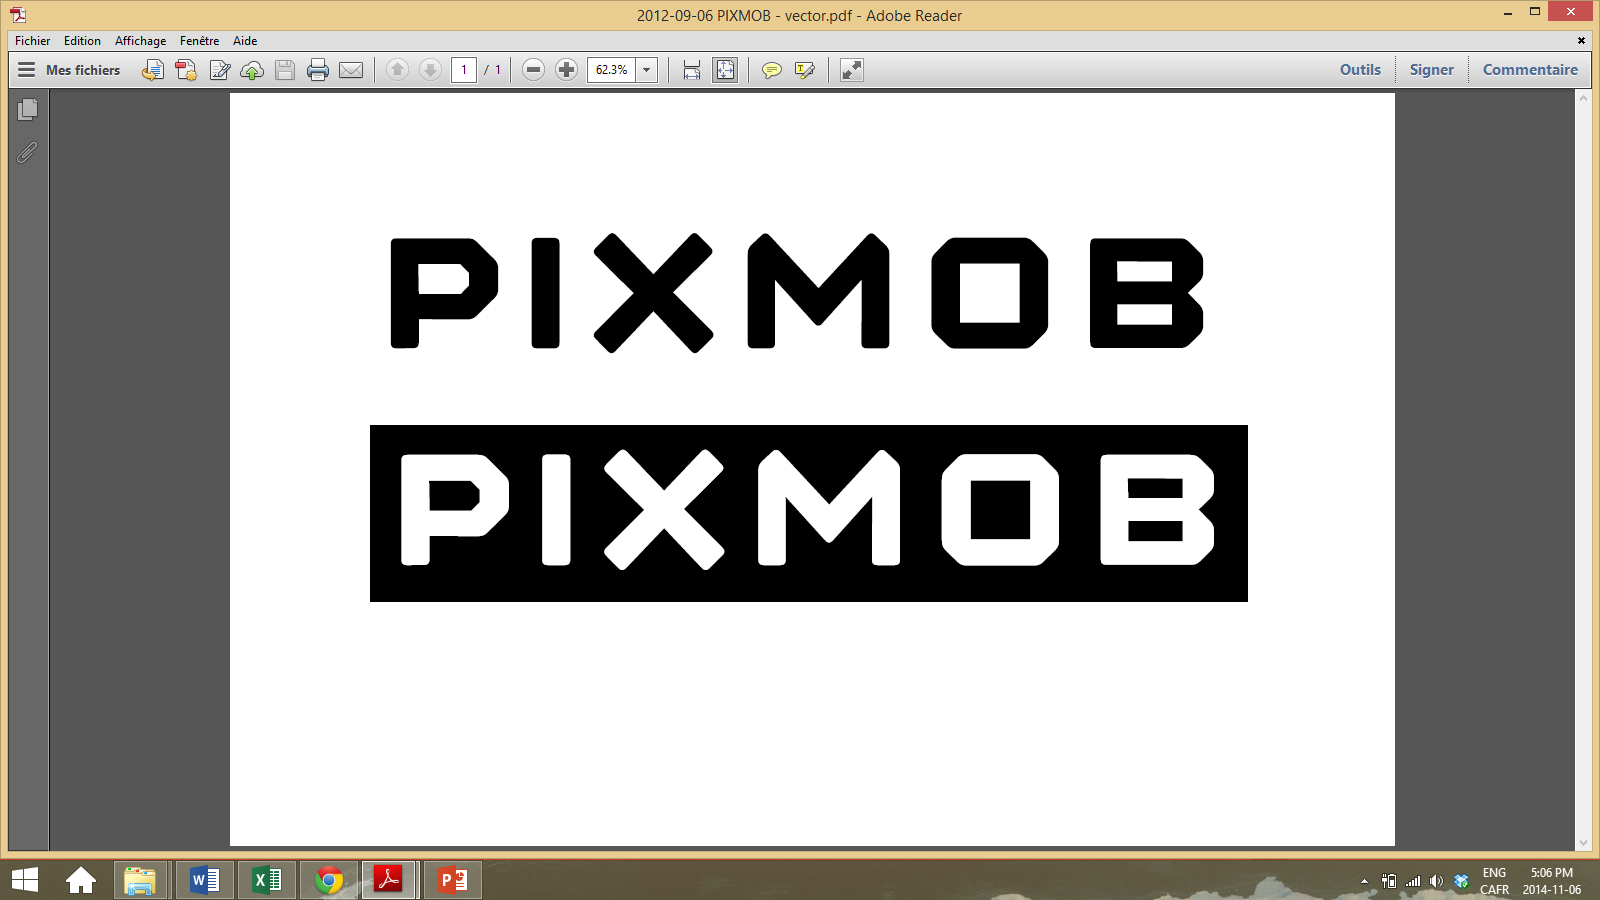 2012-09-06 PIXMOB - vector.pdf - Adobe Reader
Fichier Edition Affichage Fenêtre Aide
Mes fichiers 1 / 1 62.3% Outils Signer Commentaire
PIXMOB
PIXMOB
ENG 5:06 PM
CAFR 2014-11-06